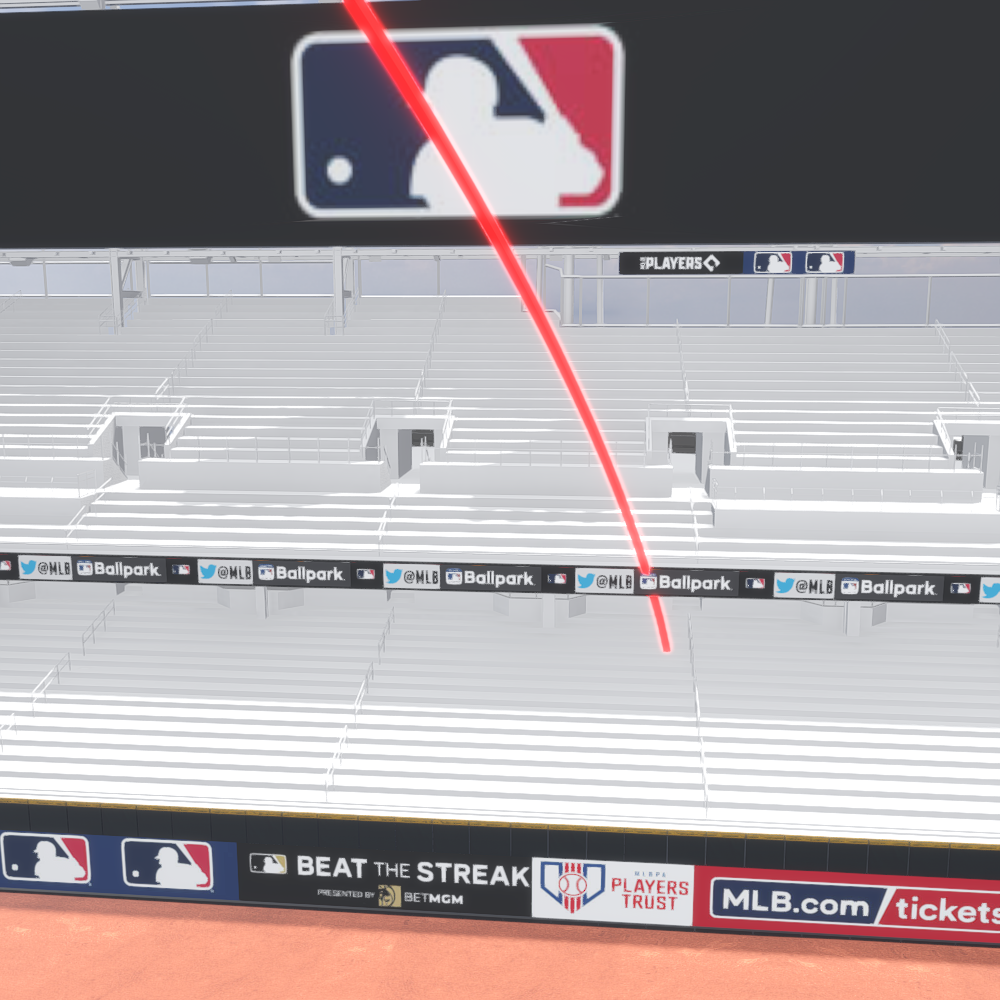 PLAYERS
@MLB
Ballpark.
@MLB
Ballpark.
@MLB
Ballpark.
@MLB
Ballpark.
@MLB
Ballpark.
BEAT THE STREAK
PRESENTED BY BETMGM
MLBPA
PLAYERS
TRUST
MLB.com/tickets